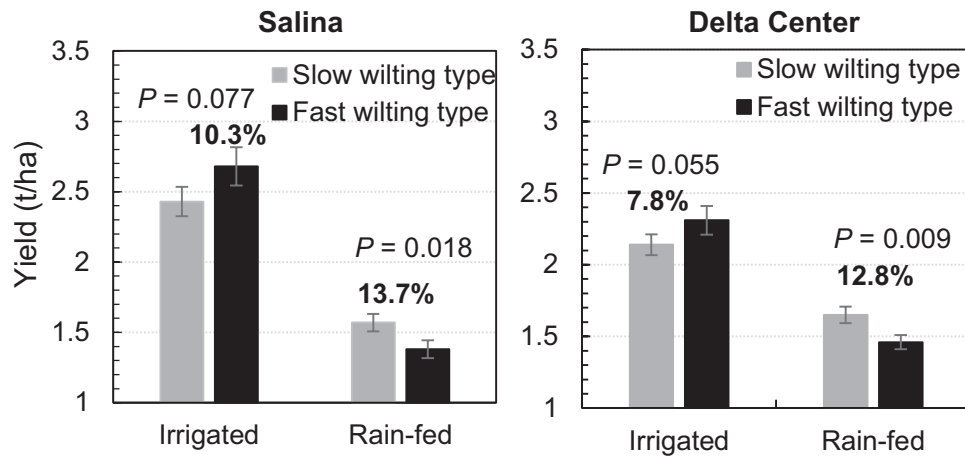 Salina
Yield (t/ha)
3.5
3
2.5
2
1.5
1
Slow wilting type
Fast wilting type
P = 0.077
10.3%
P = 0.018
13.7%
Irrigated
Rain-fed
Delta Center
3.5
3
2.5
2
1.5
1
Slow wilting type
Fast wilting type
P = 0.055
7.8%
P = 0.009
12.8%
Irrigated
Rain-fed